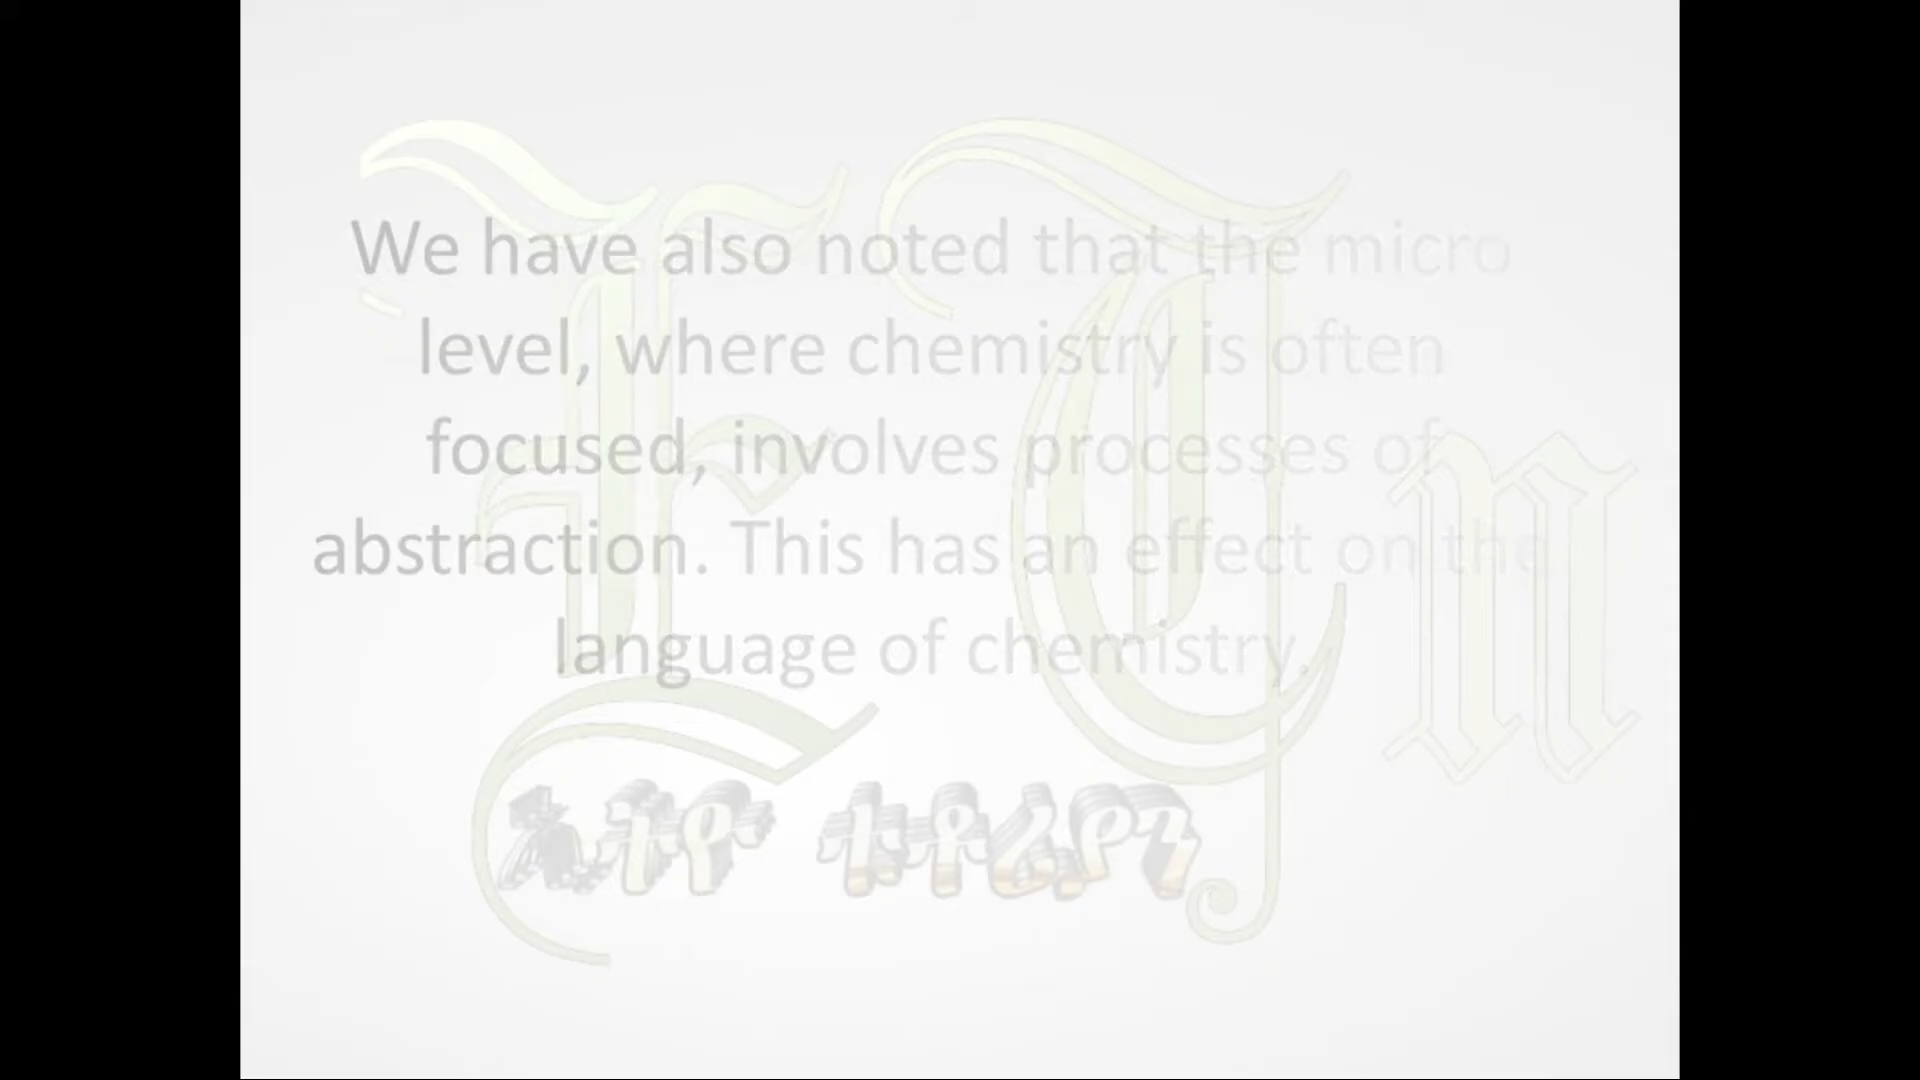 We have also noted that the micro
level, where chemistry is often
focused, involves processes of
abstraction. This has an effect on the
language of chemistry.